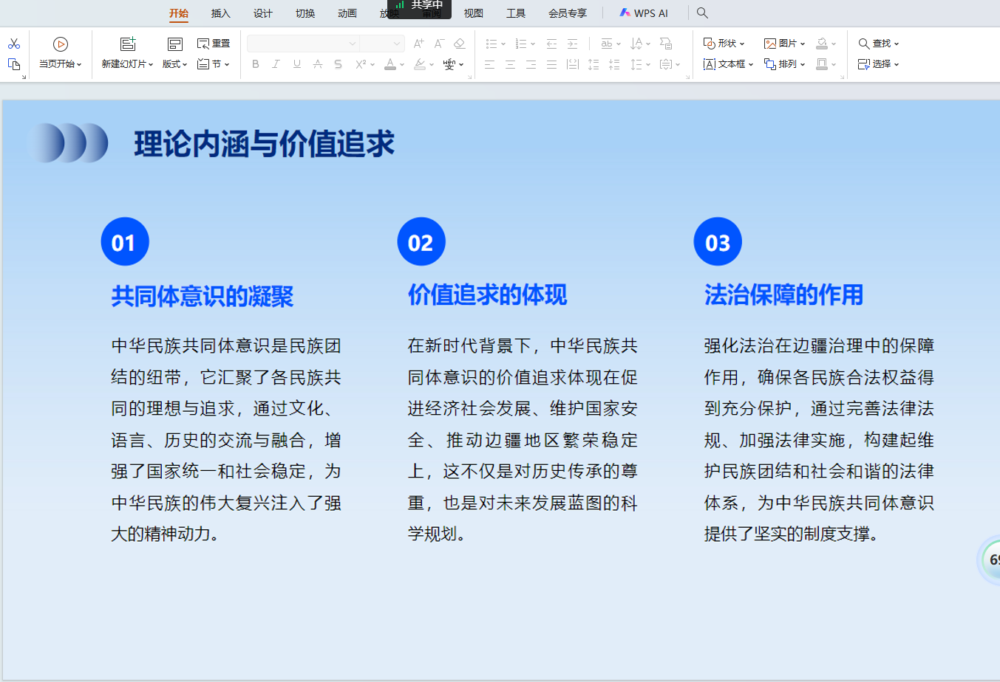 共享中
开始 插入 设计 切换 动画 放映 审阅 视图 工具 会员专享 WPS AI
当页开始 新建幻灯片 版式 重置 节
B I U A S X² A wén 变
A⁺ A⁻ ab A
形状 图片 查找
文本框 排列 选择
理论内涵与价值追求
01
共同体意识的凝聚
中华民族共同体意识是民族团
结的纽带，它汇聚了各民族共
同的理想与追求，通过文化、
语言、历史的交流与融合，增
强了国家统一和社会稳定，为
中华民族的伟大复兴注入了强
大的精神动力。
02
价值追求的体现
在新时代背景下，中华民族共
同体意识的价值追求体现在促
进经济社会发展、维护国家安
全、推动边疆地区繁荣稳定
上，这不仅是对历史传承的尊
重，也是对未来发展蓝图的科
学规划。
03
法治保障的作用
强化法治在边疆治理中的保障
作用，确保各民族合法权益得
到充分保护，通过完善法律法
规、加强法律实施，构建起维
护民族团结和社会和谐的法律
体系，为中华民族共同体意识
提供了坚实的制度支撑。